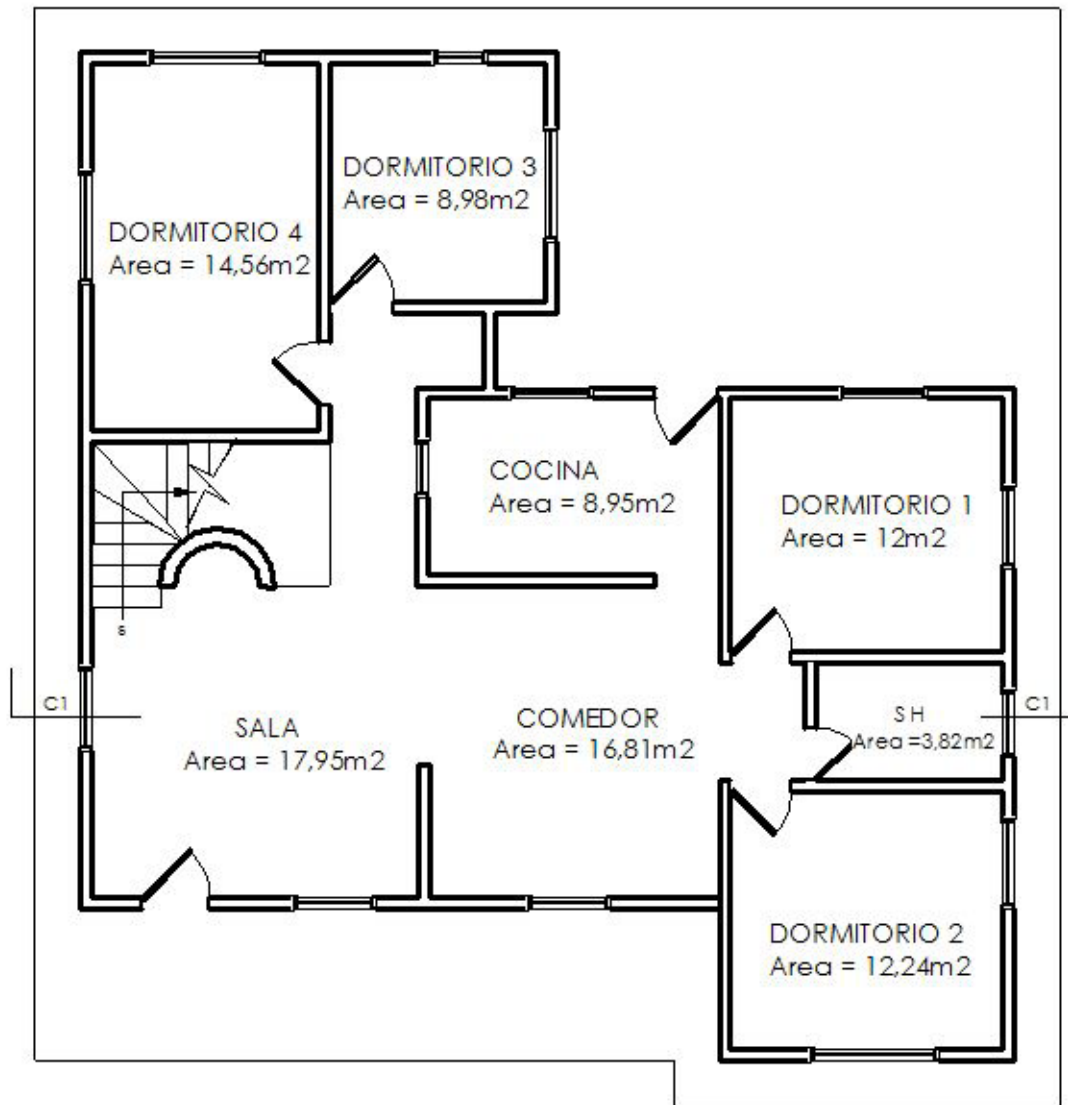 DORMITORIO 3
Area = 8,98m2
DORMITORIO 4
Area = 14,56m2
COCINA
Area = 8,95m2
DORMITORIO 1
Area = 12m2
s
C1
SALA
Area = 17,95m2
COMEDOR
Area = 16,81m2
SH
Area =3,82m2
C1
DORMITORIO 2
Area = 12,24m2